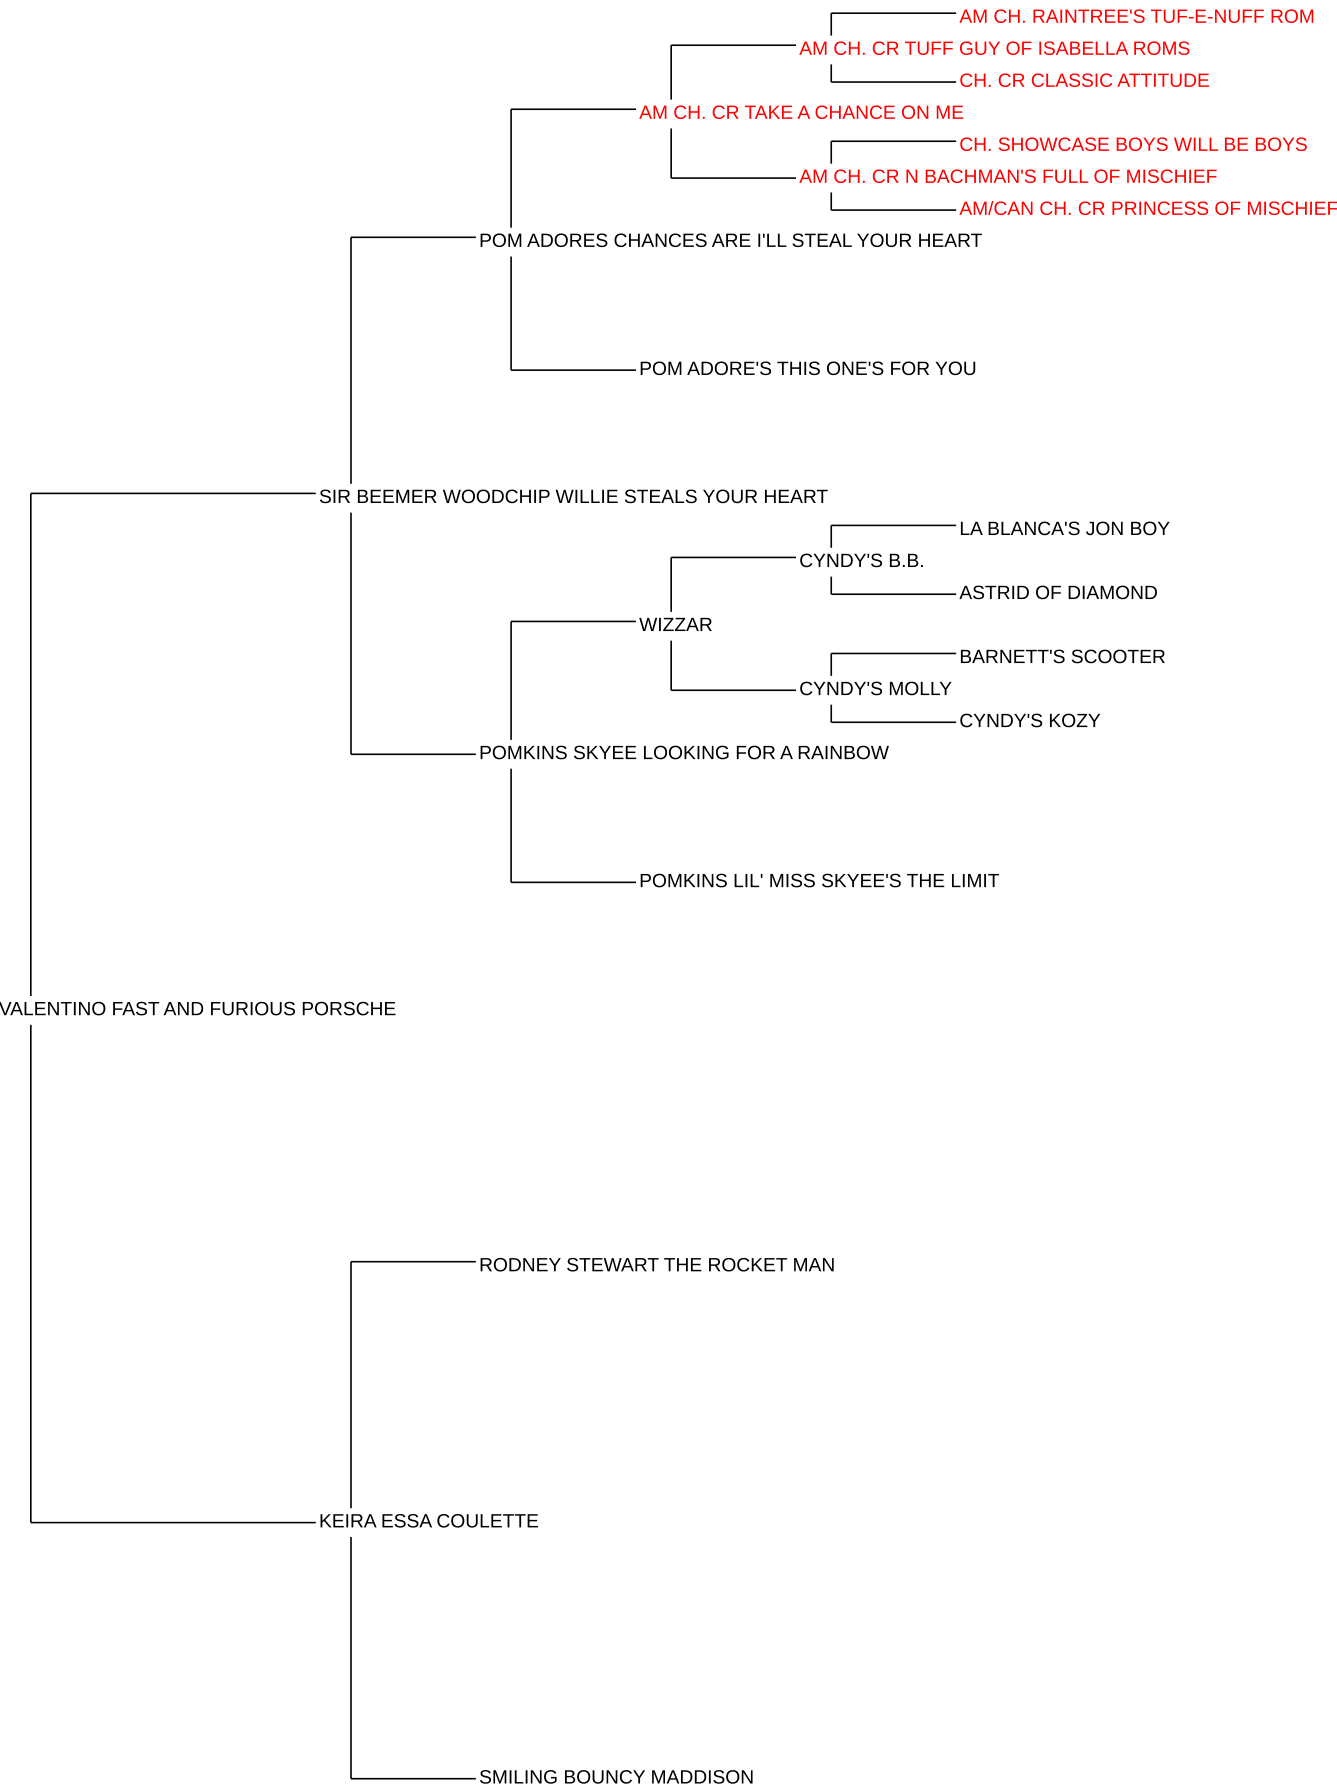 AM CH. RAINTREE'S TUF-E-NUFF ROM
AM CH. CR TUFF GUY OF ISABELLA ROMS
CH. CR CLASSIC ATTITUDE
AM CH. CR TAKE A CHANCE ON ME
CH. SHOWCASE BOYS WILL BE BOYS
AM CH. CR N BACHMAN'S FULL OF MISCHIEF
AM/CAN CH. CR PRINCESS OF MISCHIEF
POM ADORES CHANCES ARE I'LL STEAL YOUR HEART
POM ADORE'S THIS ONE'S FOR YOU
SIR BEEMER WOODCHIP WILLIE STEALS YOUR HEART
LA BLANCA'S JON BOY
CYNDY'S B.B.
ASTRID OF DIAMOND
WIZZAR
BARNETT'S SCOOTER
CYNDY'S MOLLY
CYNDY'S KOZY
POMKINS SKYEE LOOKING FOR A RAINBOW
POMKINS LIL' MISS SKYEE'S THE LIMIT
VALENTINO FAST AND FURIOUS PORSCHE
RODNEY STEWART THE ROCKET MAN
KEIRA ESSA COULETTE
SMILING BOUNCY MADDISON